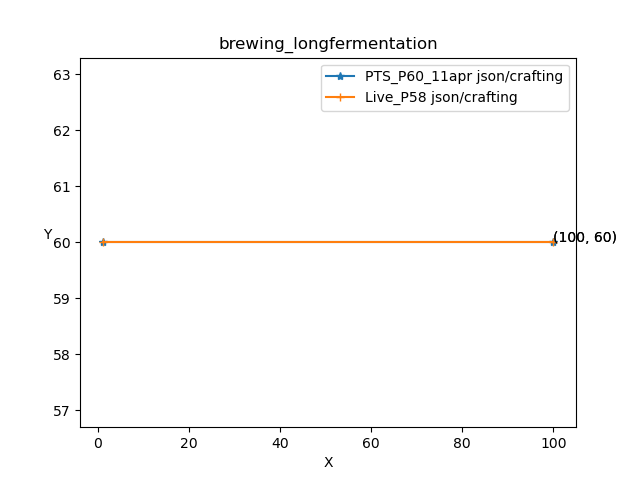 brewing_longfermentation
PTS_P60_11apr json/crafting
Live_P58 json/crafting
63
62
61
60
59
58
57
Y
(100, 60)
0
20
40
60
80
100
X